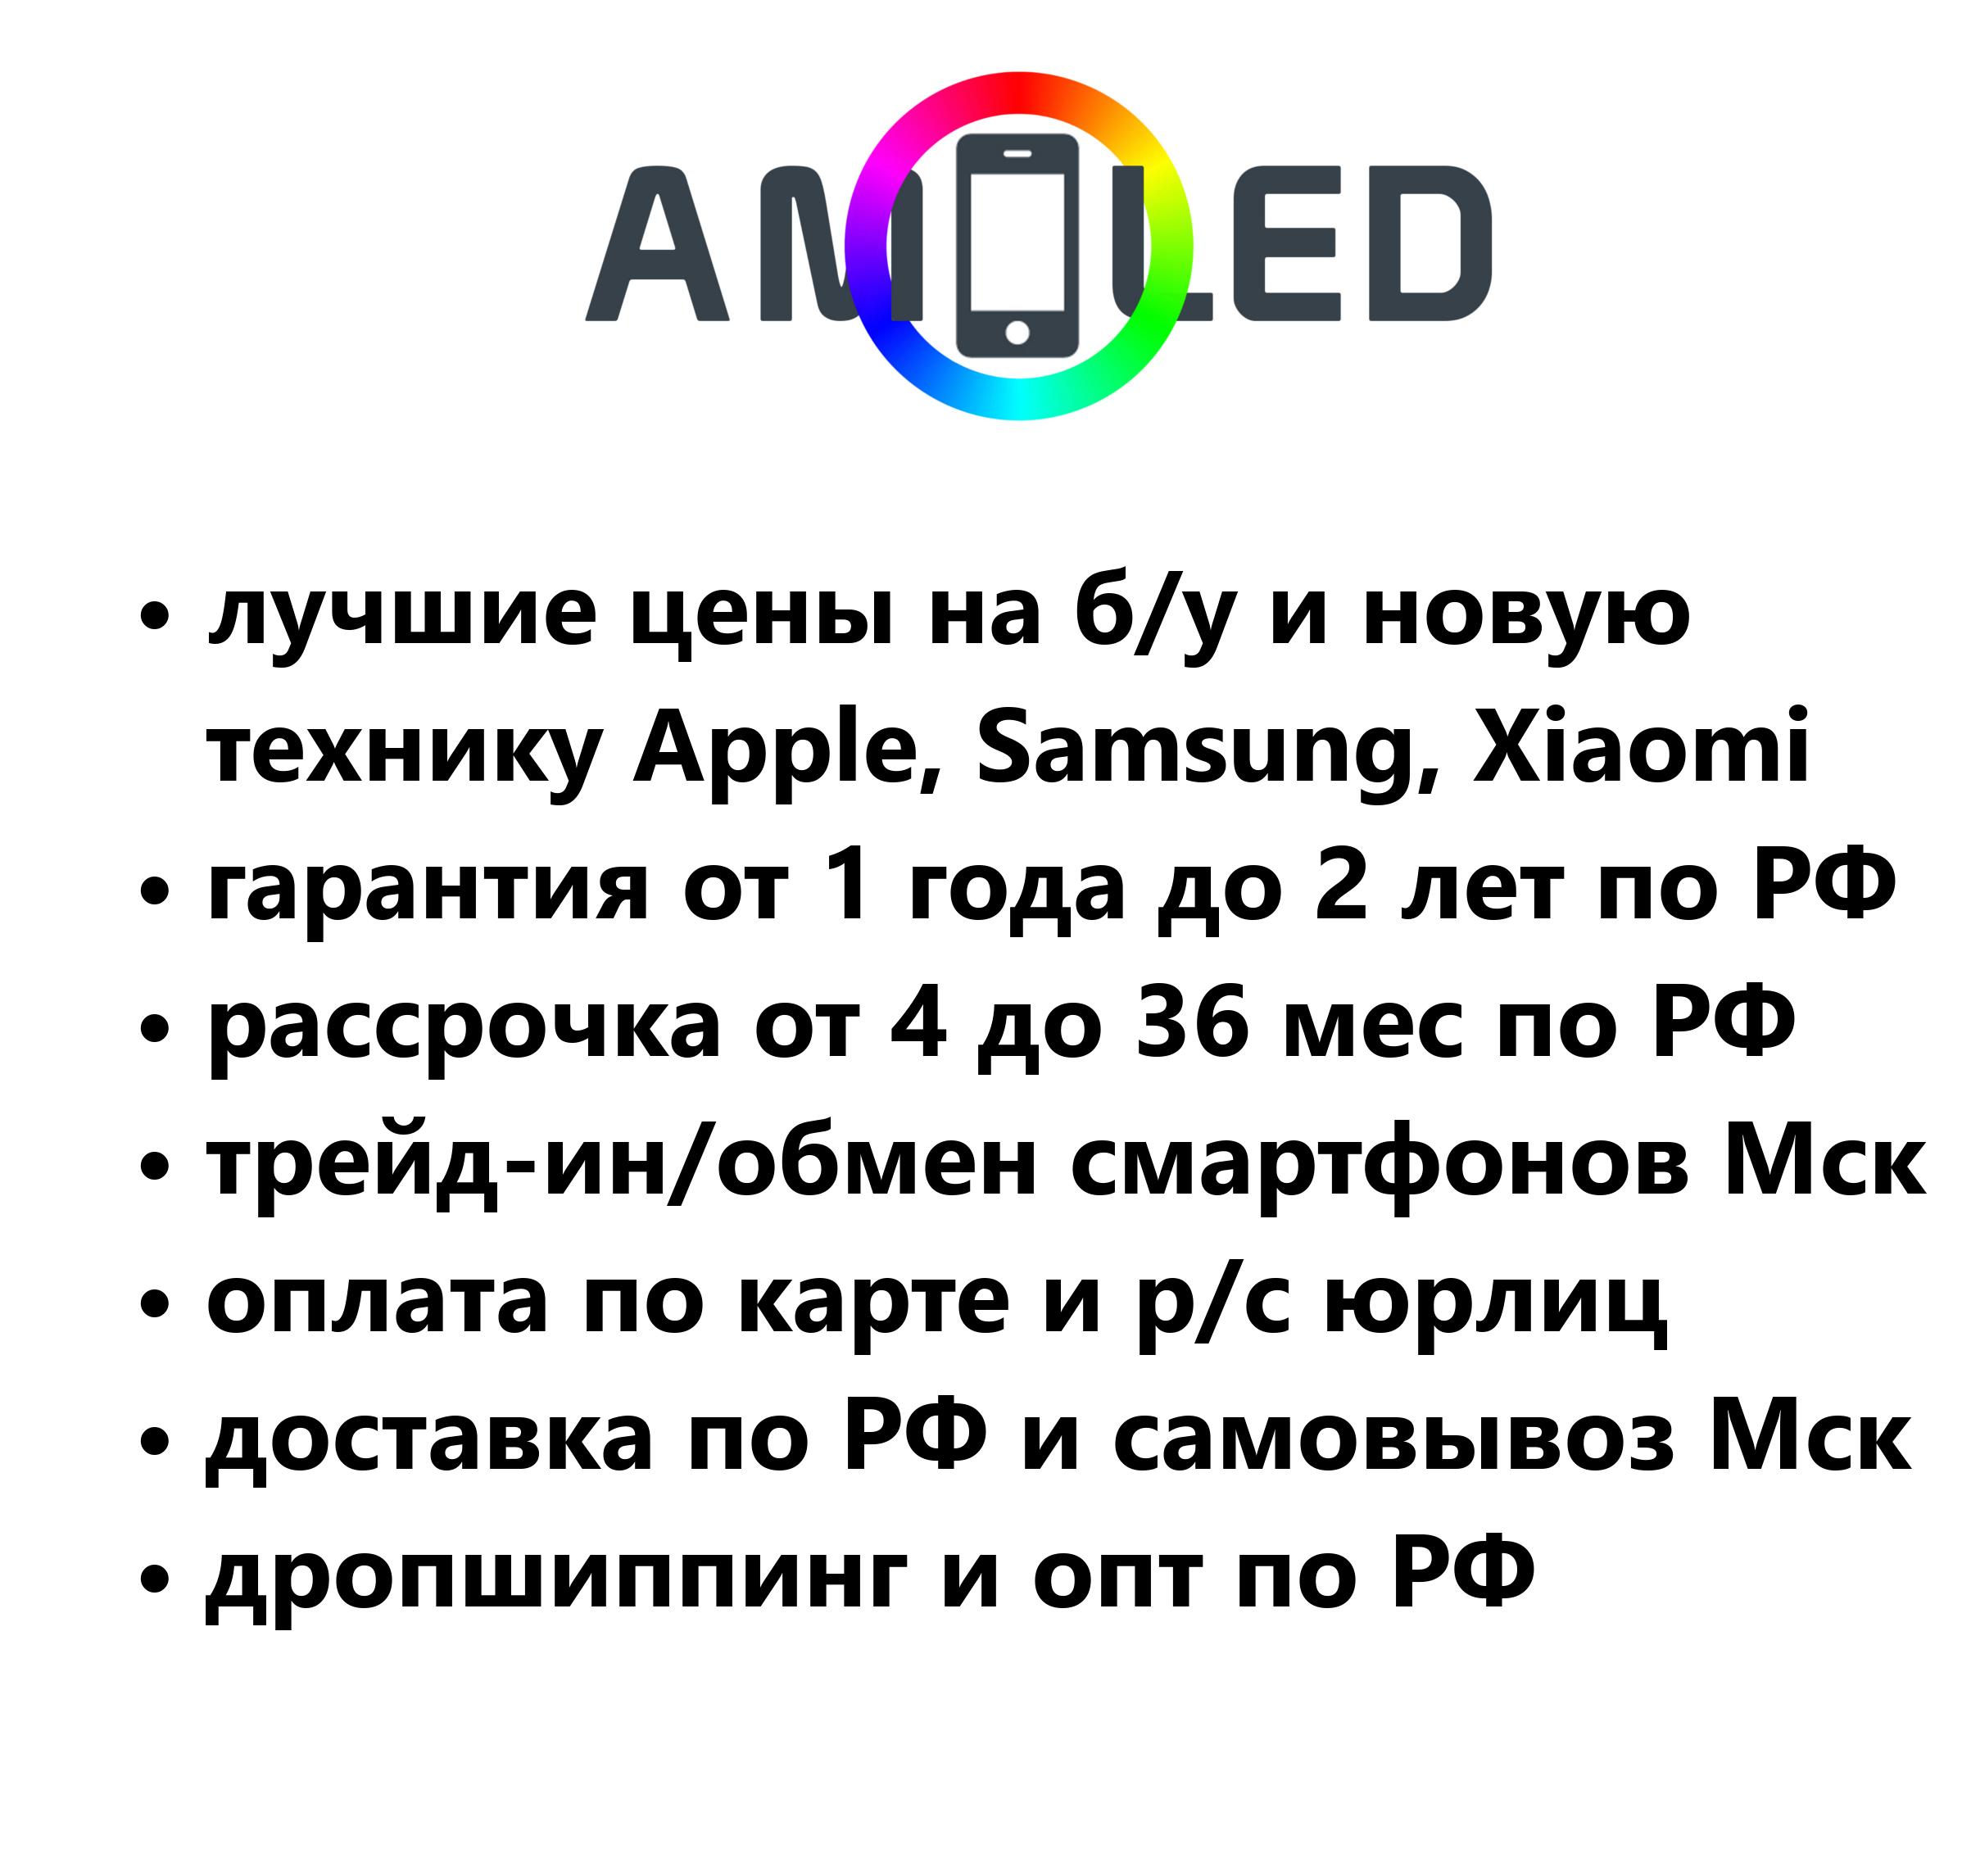 AMOLED
• лучшие цены на б/у и новую
технику Apple, Samsung, Xiaomi
• гарантия от 1 года до 2 лет по РФ
• рассрочка от 4 до 36 мес по РФ
• трейд-ин/обмен смартфонов Мск
• оплата по карте и р/с юрлиц
• доставка по РФ и самовывоз Мск
• дропшиппинг и опт по РФ